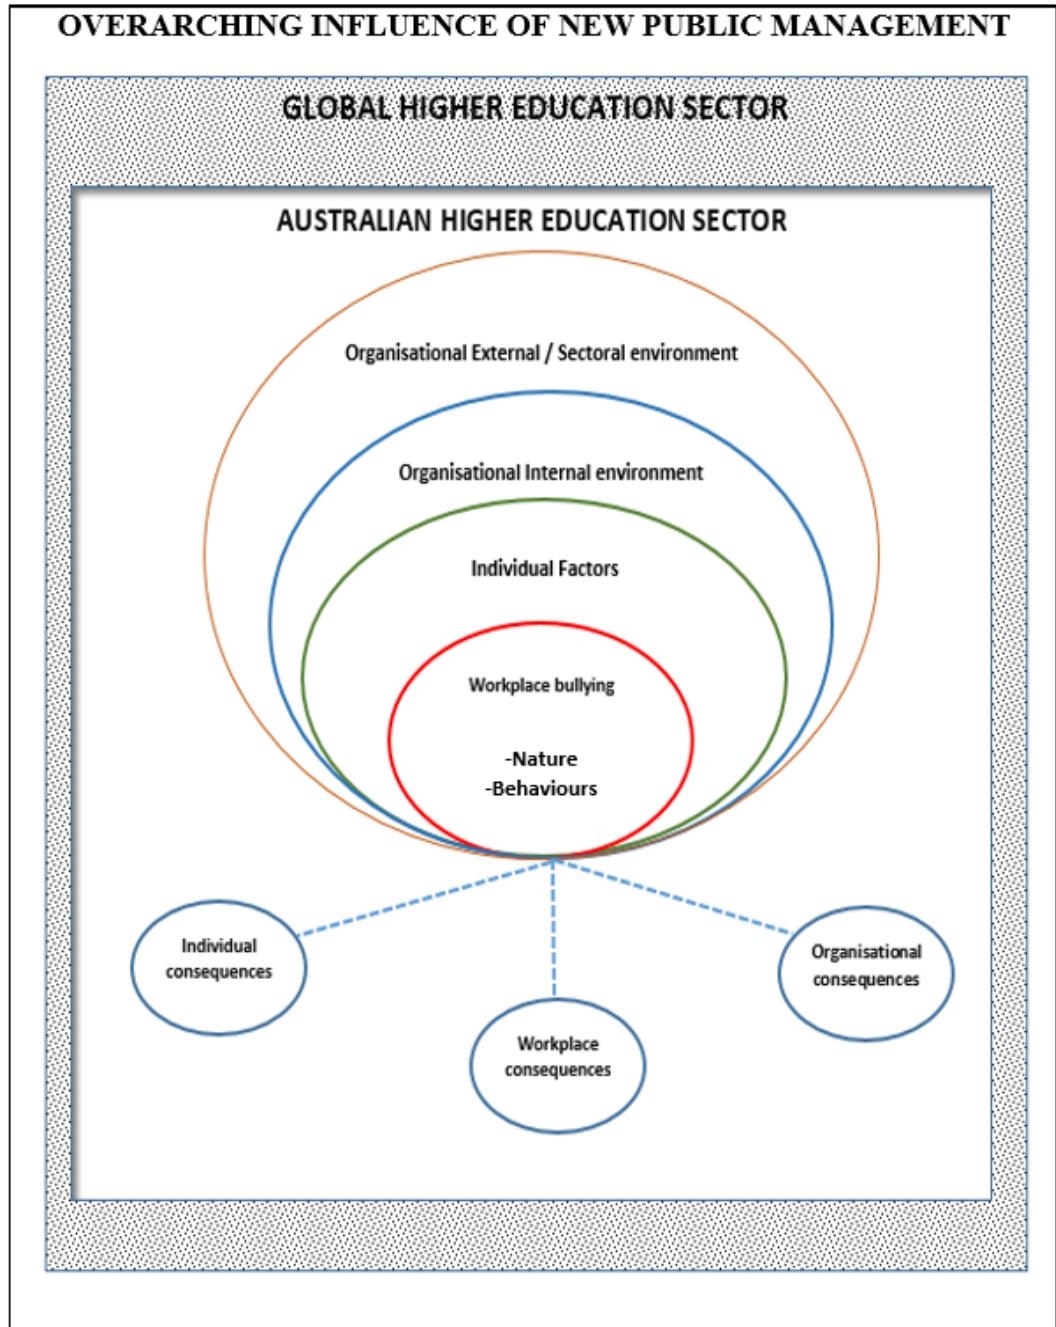 OVERARCHING INFLUENCE OF NEW PUBLIC MANAGEMENT
GLOBAL HIGHER EDUCATION SECTOR
AUSTRALIAN HIGHER EDUCATION SECTOR
Organisational External / Sectoral environment
Organisational Internal environment
Individual Factors
Workplace bullying
-Nature
-Behaviours
Individual
consequences
Workplace
consequences
Organisational
consequences